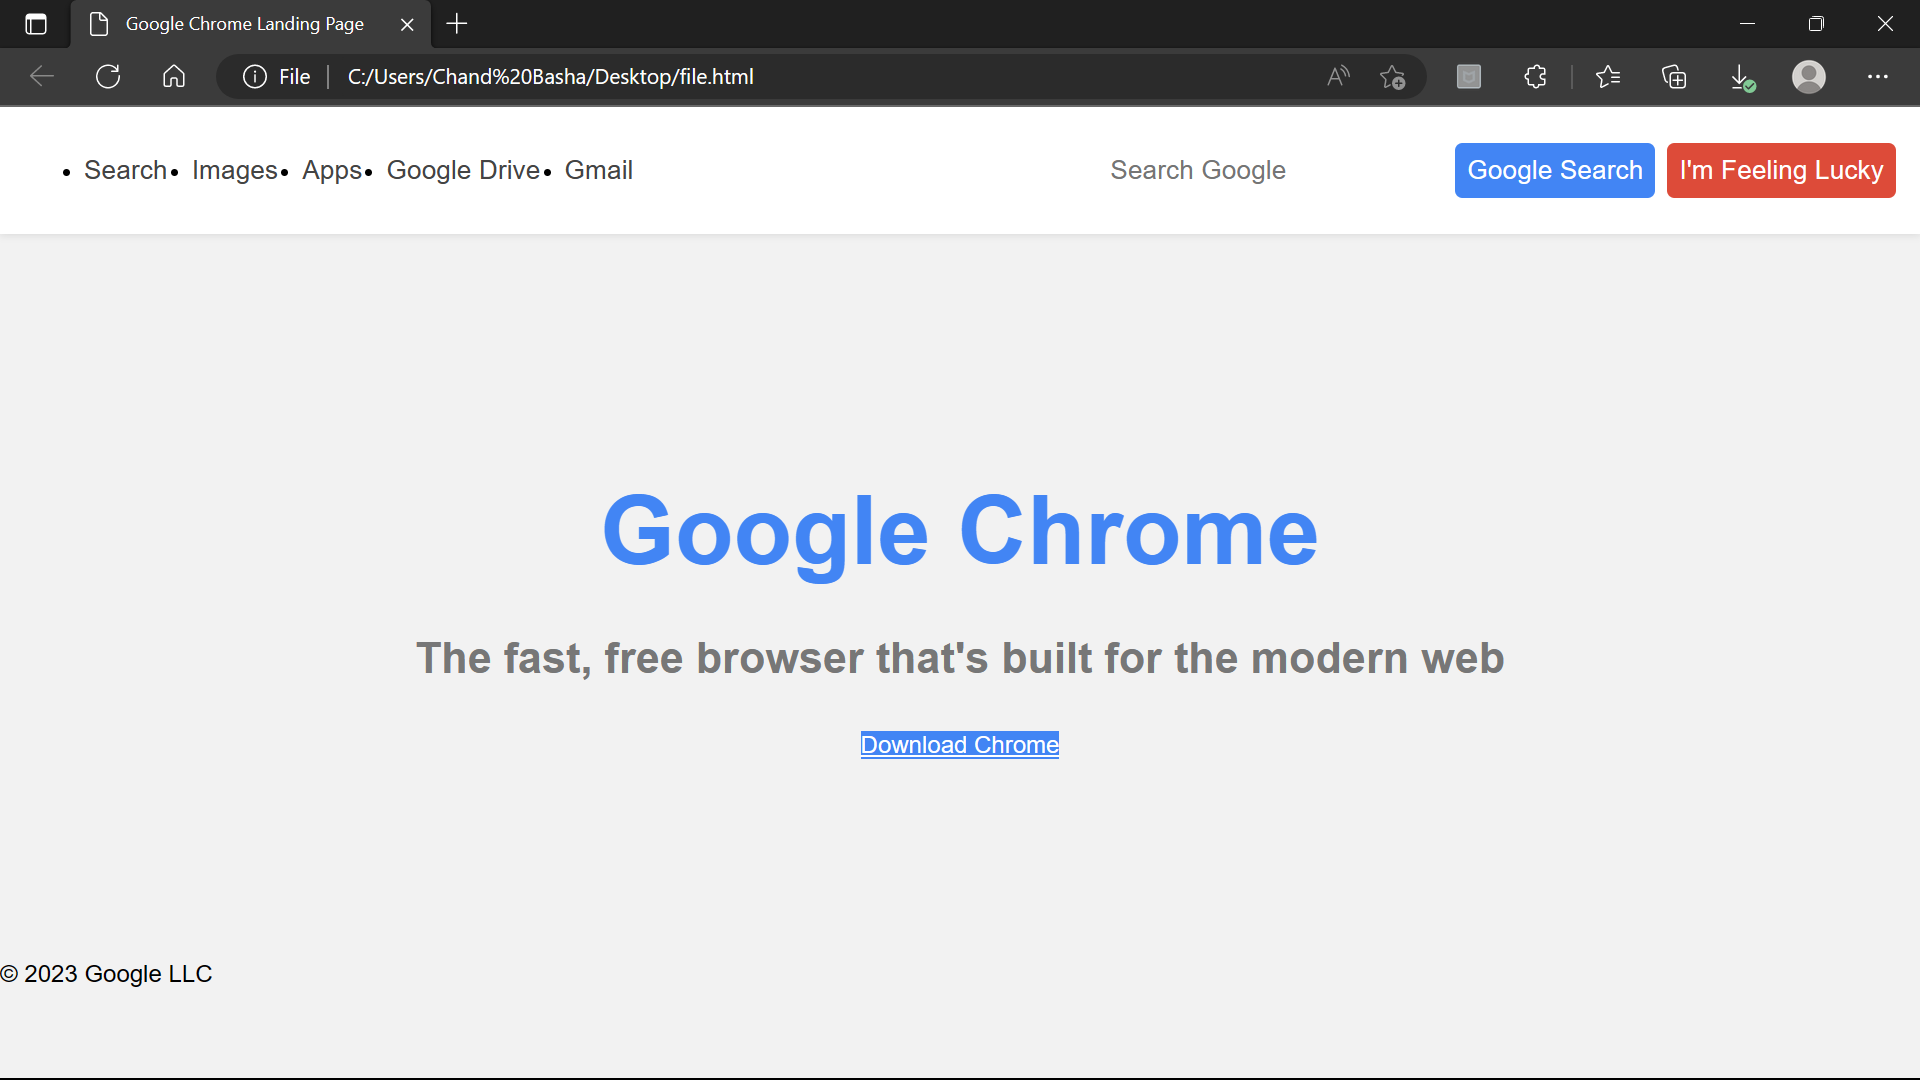 Google Chrome Landing Page
File C:/Users/Chand%20Basha/Desktop/file.html
• Search • Images • Apps • Google Drive • Gmail Search Google Google Search I'm Feeling Lucky
Google Chrome
The fast, free browser that's built for the modern web
Download Chrome
© 2023 Google LLC